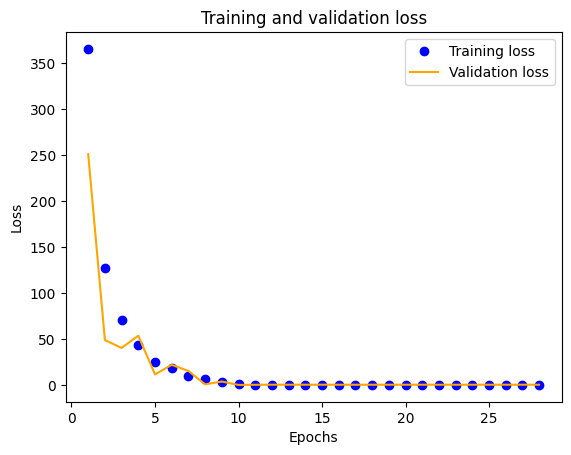 Training and validation loss
Training loss
Validation loss
350
300
250
200
150
100
50
0
Loss
0
5
10
15
20
25
Epochs